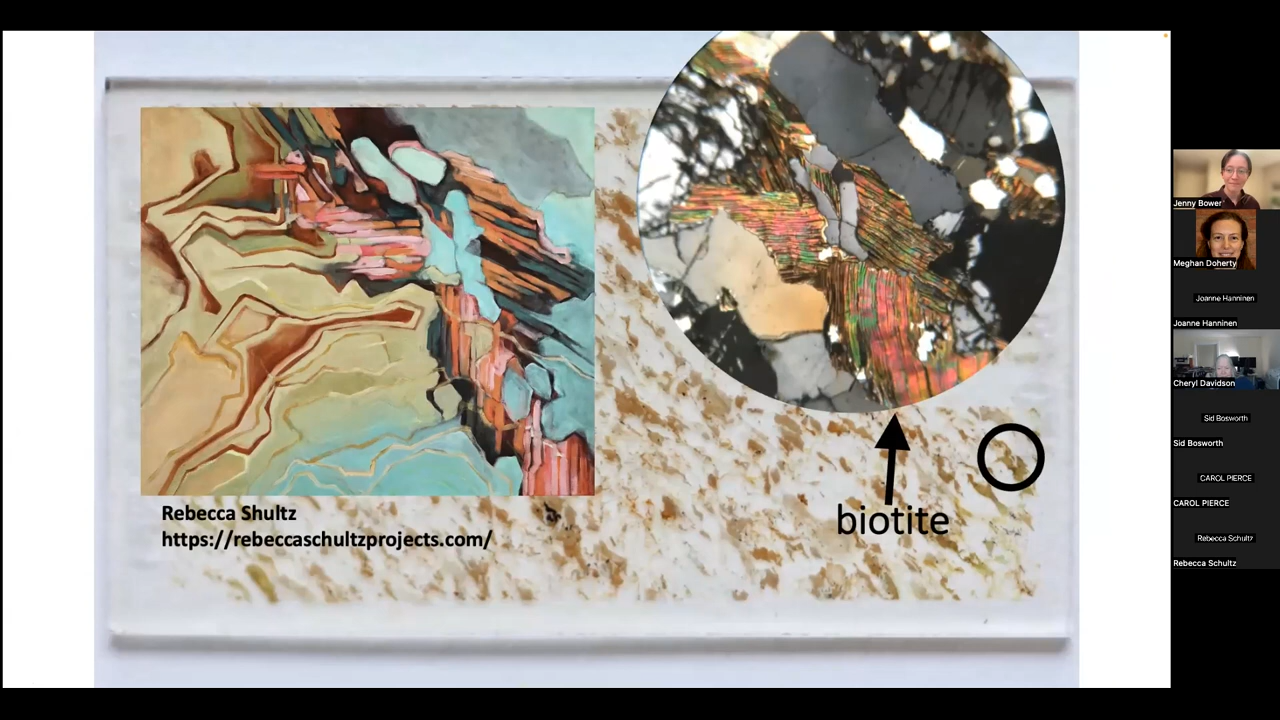 Rebecca Shultz
https://rebeccaschultzprojects.com/
biotite
Jenny Bower
Meghan Doherty
Joanne Hanninen
Joanne Hanninen
Cheryl Davidson
Sid Bosworth
Sid Bosworth
CAROL PIERCE
CAROL PIERCE
Rebecca Schultz
Rebecca Schultz